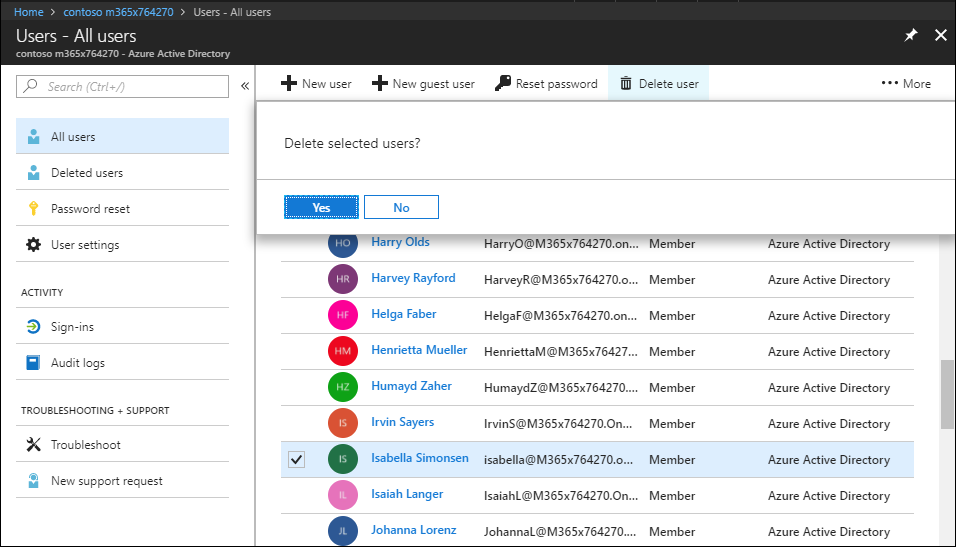 Home > contoso m365x764270 > Users - All users
Users - All users
contoso m365x764270 - Azure Active Directory
Search (Ctrl+/)
All users
Deleted users
Password reset
User settings
ACTIVITY
Sign-ins
Audit logs
TROUBLESHOOTING + SUPPORT
Troubleshoot
New support request
New user New guest user Reset password Delete user ••• More
Delete selected users?
Yes No
HO Harry Olds HarryO@M365x764270.on... Member Azure Active Directory
HR Harvey Rayford HarveyR@M365x764270.o... Member Azure Active Directory
HF Helga Faber HelgaF@M365x764270.on... Member Azure Active Directory
HM Henrietta Mueller HenriettaM@M365x76427... Member Azure Active Directory
HZ Humayd Zaher HumaydZ@M365x764270.... Member Azure Active Directory
IS Irvin Sayers IrvinS@M365x764270.On... Member Azure Active Directory
IS Isabella Simonsen isabella@M365x764270.o... Member Azure Active Directory
IL Isaiah Langer IsaiahL@M365x764270.On... Member Azure Active Directory
JL Johanna Lorenz JohannaL@M365x764270.... Member Azure Active Directory